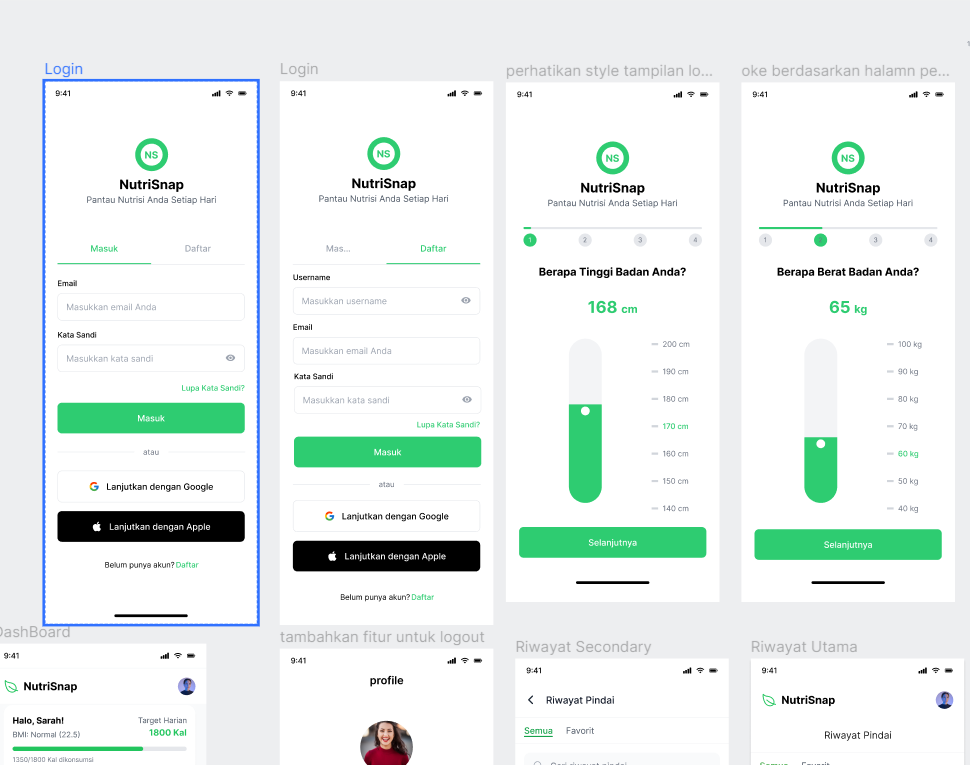 Login
9:41
NS
NutriSnap
Pantau Nutrisi Anda Setiap Hari
Masuk Daftar
Email
Masukkan email Anda
Kata Sandi
Masukkan kata sandi
Lupa Kata Sandi?
Masuk
atau
Lanjutkan dengan Google
Lanjutkan dengan Apple
Belum punya akun? Daftar
Login
9:41
NS
NutriSnap
Pantau Nutrisi Anda Setiap Hari
Mas... Daftar
Username
Masukkan username
Email
Masukkan email Anda
Kata Sandi
Masukkan kata sandi
Lupa Kata Sandi?
Masuk
atau
Lanjutkan dengan Google
Lanjutkan dengan Apple
Belum punya akun? Daftar
perhatikan style tampilan lo...
9:41
NS
NutriSnap
Pantau Nutrisi Anda Setiap Hari
1 2 3 4
Berapa Tinggi Badan Anda?
168 cm
200 cm
190 cm
180 cm
170 cm
160 cm
150 cm
140 cm
Selanjutnya
oke berdasarkan halamn pe...
9:41
NS
NutriSnap
Pantau Nutrisi Anda Setiap Hari
1 2 3 4
Berapa Berat Badan Anda?
65 kg
100 kg
90 kg
80 kg
70 kg
60 kg
50 kg
40 kg
Selanjutnya
DashBoard
9:41
NutriSnap
Halo, Sarah! Target Harian
BMI: Normal (22.5) 1800 Kal
1350/1800 Kal dikonsumsi
tambahkan fitur untuk logout
9:41
profile
Riwayat Secondary
9:41
Riwayat Pindai
Semua Favorit
Cari riwayat pindai
Riwayat Utama
9:41
NutriSnap
Riwayat Pindai
Semua Favorit